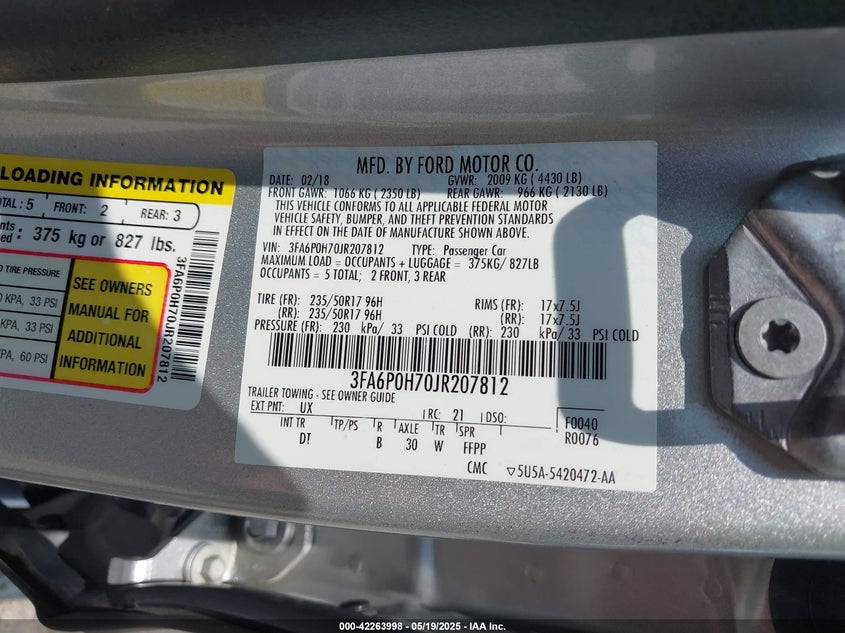 LOADING INFORMATION
TOTAL: 5 FRONT: 2 REAR: 3
375 kg or 827 lbs.
TIRE PRESSURE
KPA, 33 PSI
KPA, 33 PSI
KPA, 60 PSI
SEE OWNERS
MANUAL FOR
ADDITIONAL
INFORMATION
3FA6P0H70JR207812
MFD. BY FORD MOTOR CO.
DATE: 02/18 GVWR: 2009 KG ( 4430 LB)
FRONT GAWR: 1066 KG ( 2350 LB) REAR GAWR: 966 KG ( 2130 LB)
THIS VEHICLE CONFORMS TO ALL APPLICABLE FEDERAL MOTOR
VEHICLE SAFETY, BUMPER, AND THEFT PREVENTION STANDARDS
IN EFFECT ON THE DATE OF MANUFACTURE SHOWN ABOVE.
VIN: 3FA6P0H70JR207812 TYPE: Passenger Car
MAXIMUM LOAD = OCCUPANTS + LUGGAGE = 375KG/ 827LB
OCCUPANTS = 5 TOTAL; 2 FRONT, 3 REAR
TIRE (FR): 235/50R17 96H RIMS (FR): 17x7.5J
(RR): 235/50R17 96H (RR): 17x7.5J
PRESSURE (FR): 230 kPa/ 33 PSI COLD (RR): 230 kPa/ 33 PSI COLD
3FA6P0H70JR207812
TRAILER TOWING - SEE OWNER GUIDE
EXT PNT: UX RC: 21 DSO:
INT TR TP/PS R AXLE TR SPR F0040
DT B 30 W FFPP R0076
CMC ▽5U5A-5420472-AA
000-42263998 - 05/19/2025 - IAA Inc.